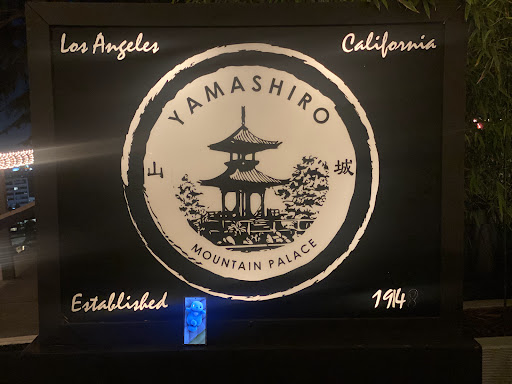 Los Angeles California
YAMASHIRO
山 城
MOUNTAIN PALACE
Established 1914